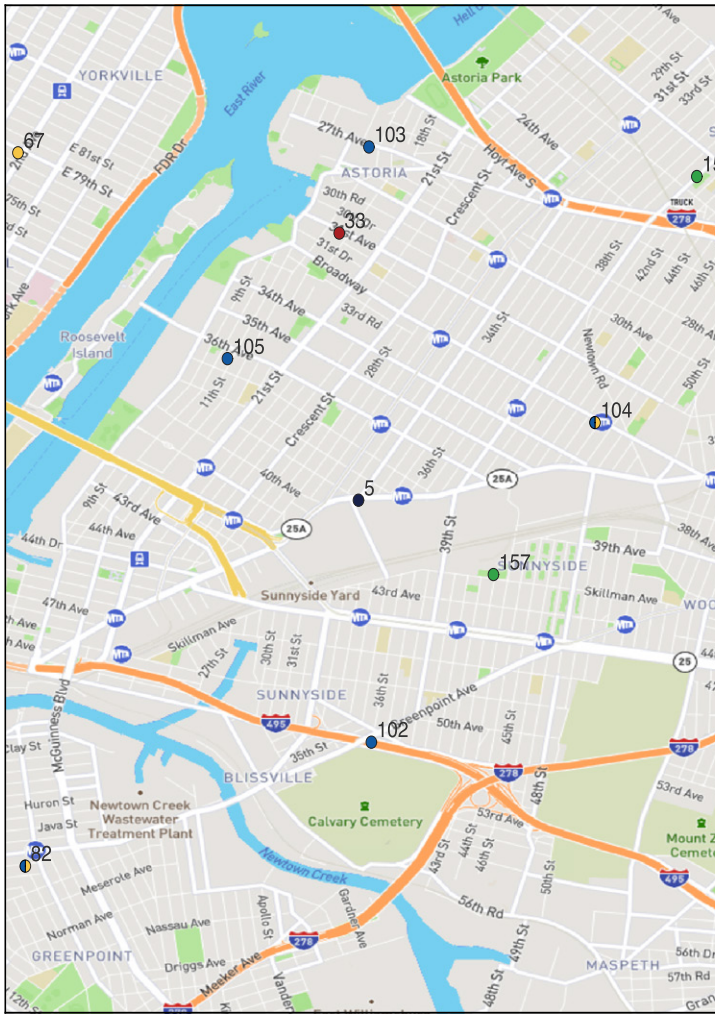 Hell G
29th St
31st St
33rd St
YORKVILLE
East River
Astoria Park
24th Ave
67
27th Ave
103
18th St
E 81st St
FDR Dr
E 79th St
ASTORIA
21st St
Hoyt Ave S
Crescent St
15
TRUCK
278
75th St
30th Rd
33
31st Dr
Broadway
38th St
42nd St
44th St
46th St
9th St
34th Ave
33rd Rd
35th Ave
36th Ave
105
34th St
30th Ave
28th Ave
Roosevelt
Island
11th St
21st St
28th St
Newtown Rd
50th St
Crescent St
104
36th St
40th Ave
5
25A
9th St
43rd Ave
44th Ave
25A
39th St
38th Ave
44th Dr
157
SUNNYSIDE
39th Ave
43rd Ave
Sunnyside Yard
Skillman Ave
47th Ave
WOO
Skillman Ave
27th St
30th St
31st St
25
SUNNYSIDE
36th St
Greenpoint Ave
McGuinness Blvd
495
50th Ave
45th St
102
35th St
278
Clay St
BLISSVILLE
278
48th St
53rd Ave
Huron St
Newtown Creek
Wastewater
Treatment Plant
Calvary Cemetery
53rd Ave
Java St
Mount Z
Cemete
82
43rd St
44th St
46th St
Meserole Ave
Newtown Creek
50th St
495
Norman Ave
Apollo St
Gardner Ave
56th Rd
Nassau Ave
278
49th St
GREENPOINT
Driggs Ave
Meeker Ave
MASPETH
56th Dr
57th Rd
12th St
Vander
48th St
Gran